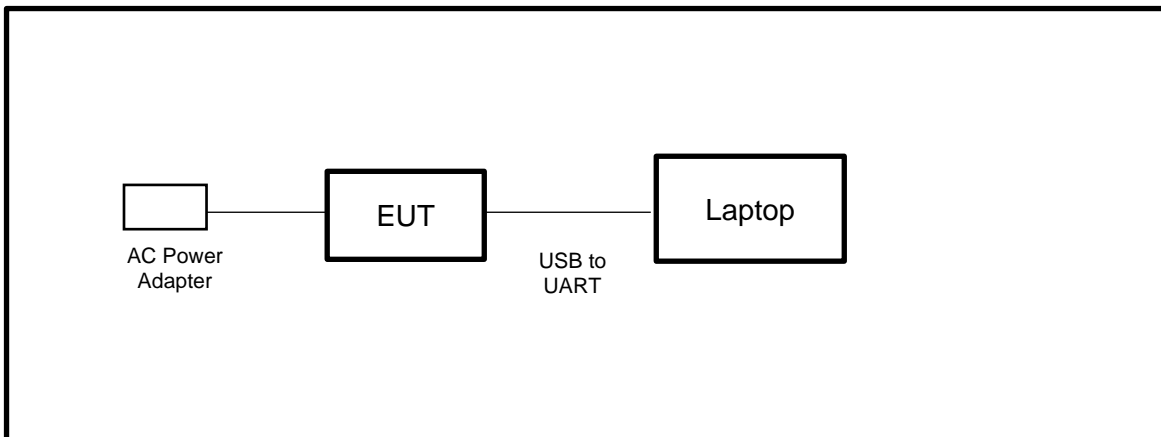 EUT
Laptop
AC Power
Adapter
USB to
UART